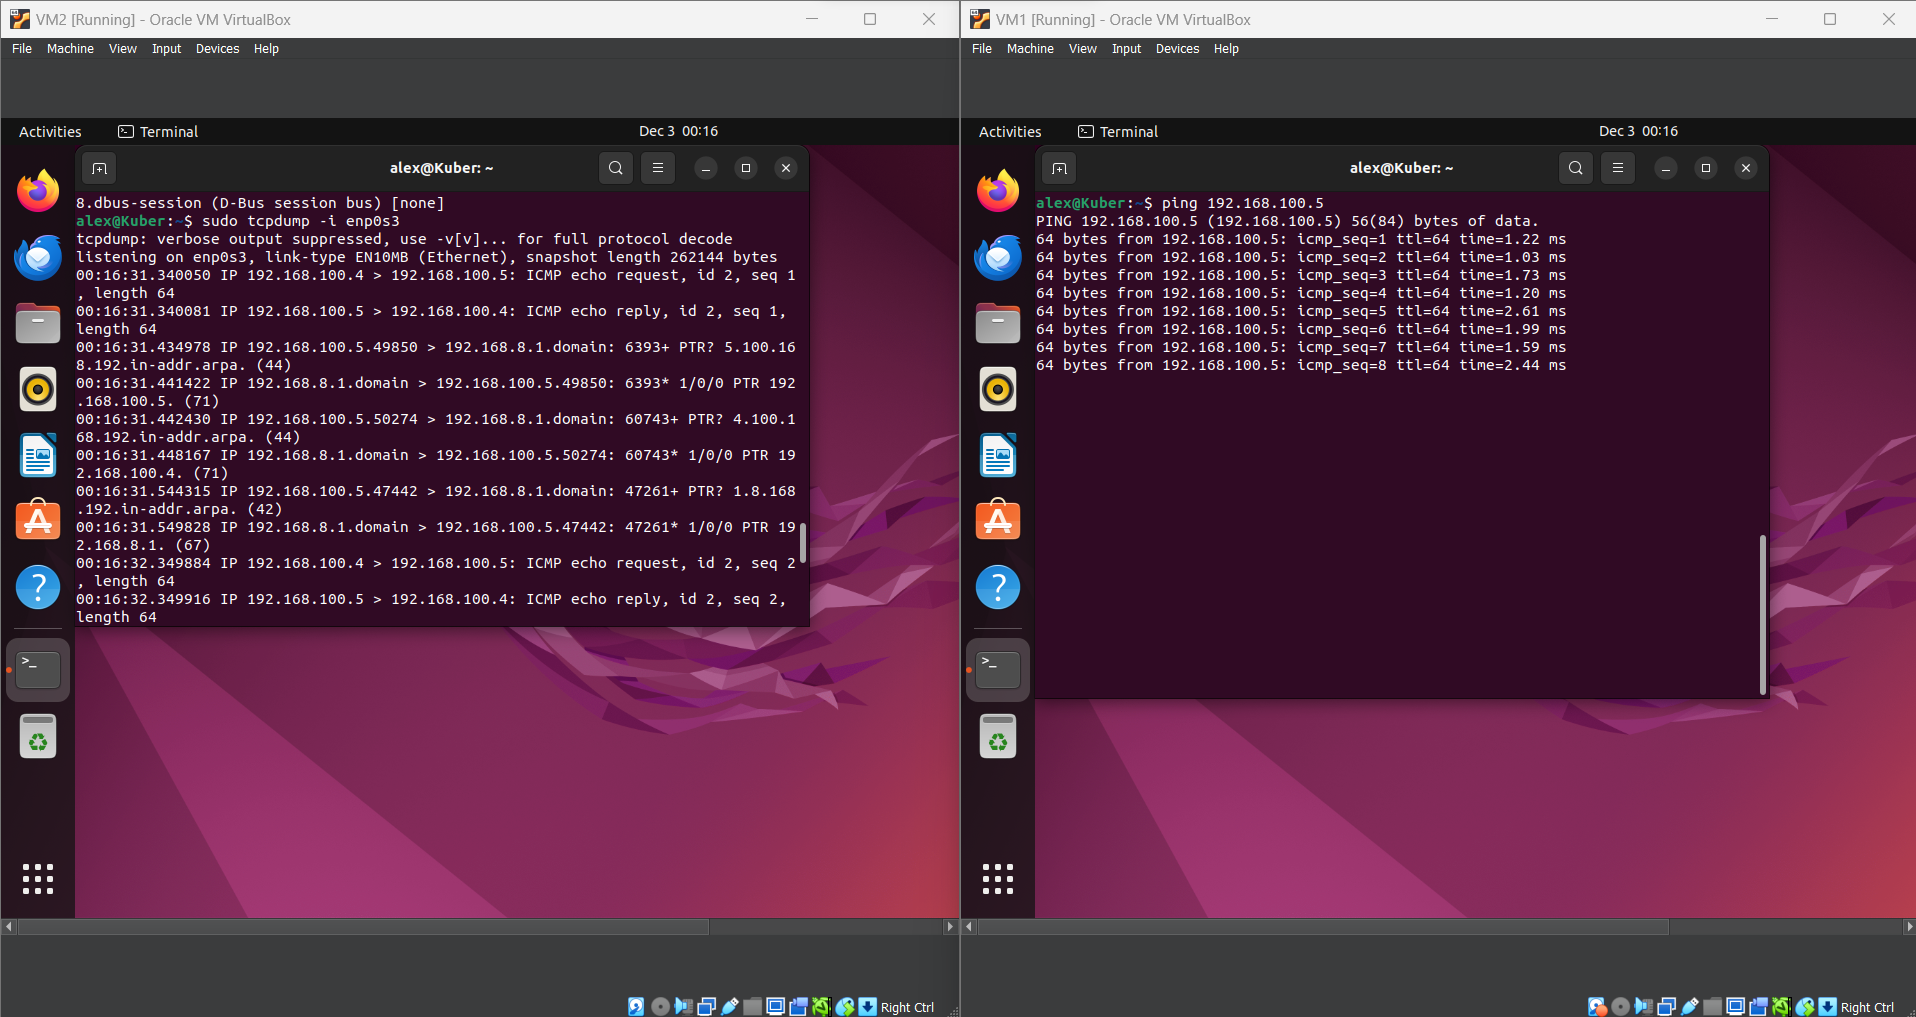 VM2 [Running] - Oracle VM VirtualBox
File Machine View Input Devices Help
Activities Terminal Dec 3 00:16
alex@Kuber: ~
8.dbus-session (D-Bus session bus) [none]
alex@Kuber:~$ sudo tcpdump -i enp0s3
tcpdump: verbose output suppressed, use -v[v]... for full protocol decode
listening on enp0s3, link-type EN10MB (Ethernet), snapshot length 262144 bytes
00:16:31.340050 IP 192.168.100.4 > 192.168.100.5: ICMP echo request, id 2, seq 1
, length 64
00:16:31.340081 IP 192.168.100.5 > 192.168.100.4: ICMP echo reply, id 2, seq 1,
length 64
00:16:31.434978 IP 192.168.100.5.49850 > 192.168.8.1.domain: 6393+ PTR? 5.100.16
8.192.in-addr.arpa. (44)
00:16:31.441422 IP 192.168.8.1.domain > 192.168.100.5.49850: 6393* 1/0/0 PTR 192
.168.100.5. (71)
00:16:31.442430 IP 192.168.100.5.50274 > 192.168.8.1.domain: 60743+ PTR? 4.100.1
68.192.in-addr.arpa. (44)
00:16:31.448167 IP 192.168.8.1.domain > 192.168.100.5.50274: 60743* 1/0/0 PTR 19
2.168.100.4. (71)
00:16:31.544315 IP 192.168.100.5.47442 > 192.168.8.1.domain: 47261+ PTR? 1.8.168
.192.in-addr.arpa. (42)
00:16:31.549828 IP 192.168.8.1.domain > 192.168.100.5.47442: 47261* 1/0/0 PTR 19
2.168.8.1. (67)
00:16:32.349884 IP 192.168.100.4 > 192.168.100.5: ICMP echo request, id 2, seq 2
, length 64
00:16:32.349916 IP 192.168.100.5 > 192.168.100.4: ICMP echo reply, id 2, seq 2,
length 64
Right Ctrl
VM1 [Running] - Oracle VM VirtualBox
File Machine View Input Devices Help
Activities Terminal Dec 3 00:16
alex@Kuber: ~
alex@Kuber:~$ ping 192.168.100.5
PING 192.168.100.5 (192.168.100.5) 56(84) bytes of data.
64 bytes from 192.168.100.5: icmp_seq=1 ttl=64 time=1.22 ms
64 bytes from 192.168.100.5: icmp_seq=2 ttl=64 time=1.03 ms
64 bytes from 192.168.100.5: icmp_seq=3 ttl=64 time=1.73 ms
64 bytes from 192.168.100.5: icmp_seq=4 ttl=64 time=1.20 ms
64 bytes from 192.168.100.5: icmp_seq=5 ttl=64 time=2.61 ms
64 bytes from 192.168.100.5: icmp_seq=6 ttl=64 time=1.99 ms
64 bytes from 192.168.100.5: icmp_seq=7 ttl=64 time=1.59 ms
64 bytes from 192.168.100.5: icmp_seq=8 ttl=64 time=2.44 ms
Right Ctrl